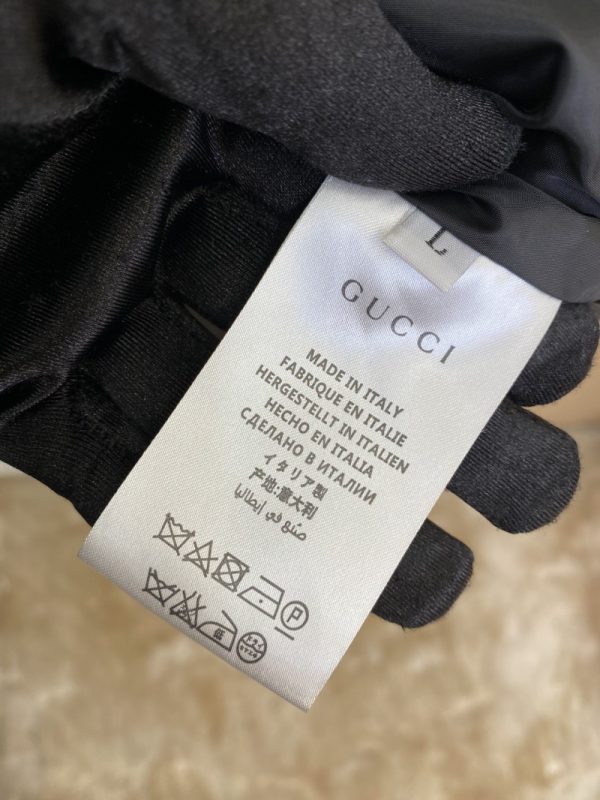 L
GUCCI
MADE IN ITALY
FABRIQUE EN ITALIE
HERGESTELLT IN ITALIEN
HECHO EN ITALIA
СДЕЛАНО В ИТАЛИИ
イタリア製
产地:意大利
صنع في إيطاليا
P